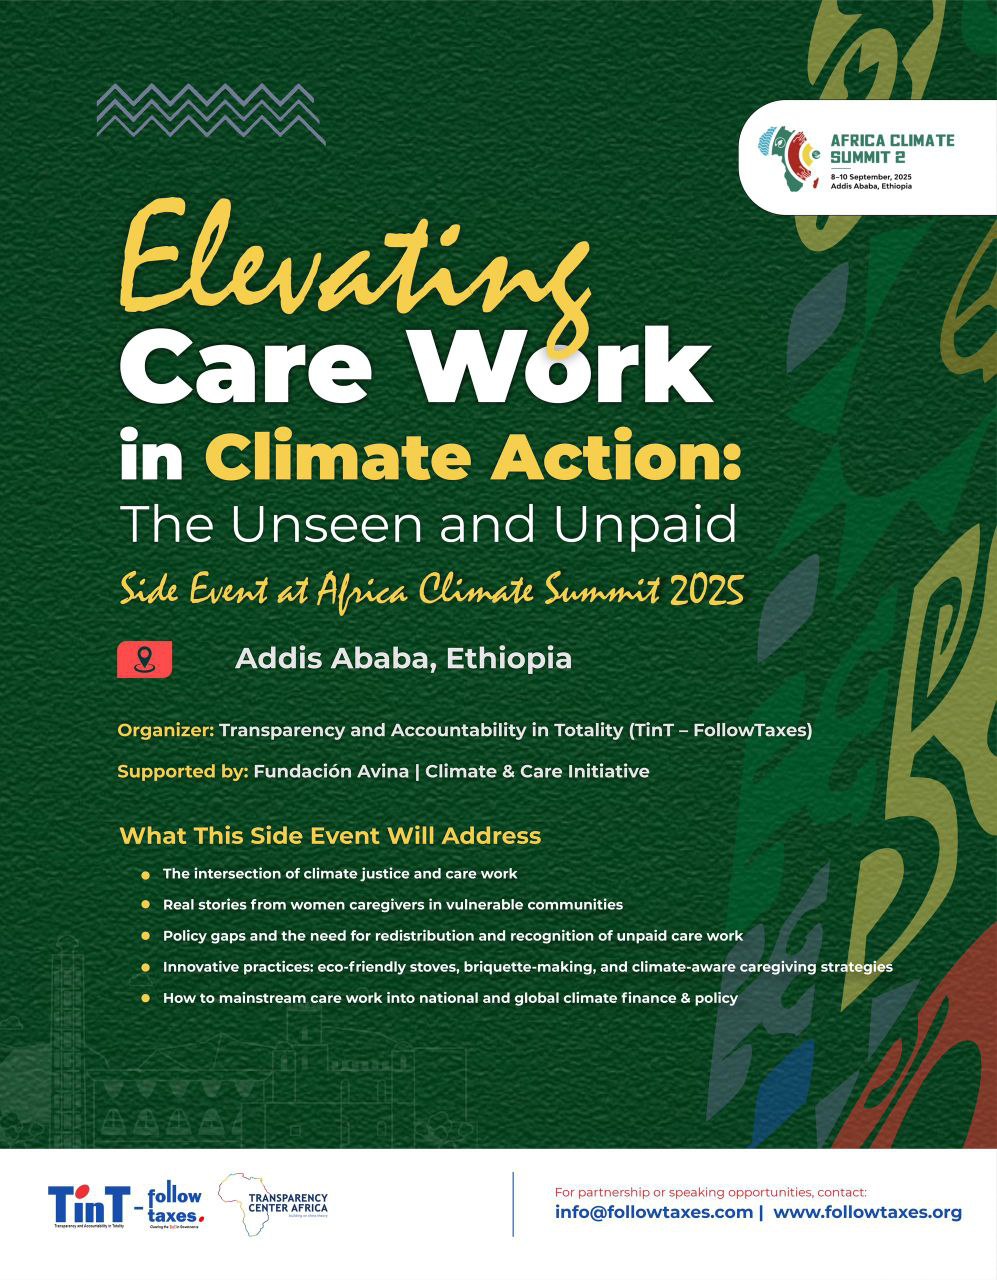 AFRICA CLIMATE
SUMMIT 2
8–10 September, 2025
Addis Ababa, Ethiopia
Elevating
Care Work
in Climate Action:
The Unseen and Unpaid
Side Event at Africa Climate Summit 2025
Addis Ababa, Ethiopia
Organizer: Transparency and Accountability in Totality (TinT – FollowTaxes)
Supported by: Fundación Avina | Climate & Care Initiative
What This Side Event Will Address
The intersection of climate justice and care work
Real stories from women caregivers in vulnerable communities
Policy gaps and the need for redistribution and recognition of unpaid care work
Innovative practices: eco-friendly stoves, briquette-making, and climate-aware caregiving strategies
How to mainstream care work into national and global climate finance & policy
TinT - follow
taxes.
Transparency and Accountability in Totality
TRANSPARENCY
CENTER AFRICA
For partnership or speaking opportunities, contact:
info@followtaxes.com | www.followtaxes.org